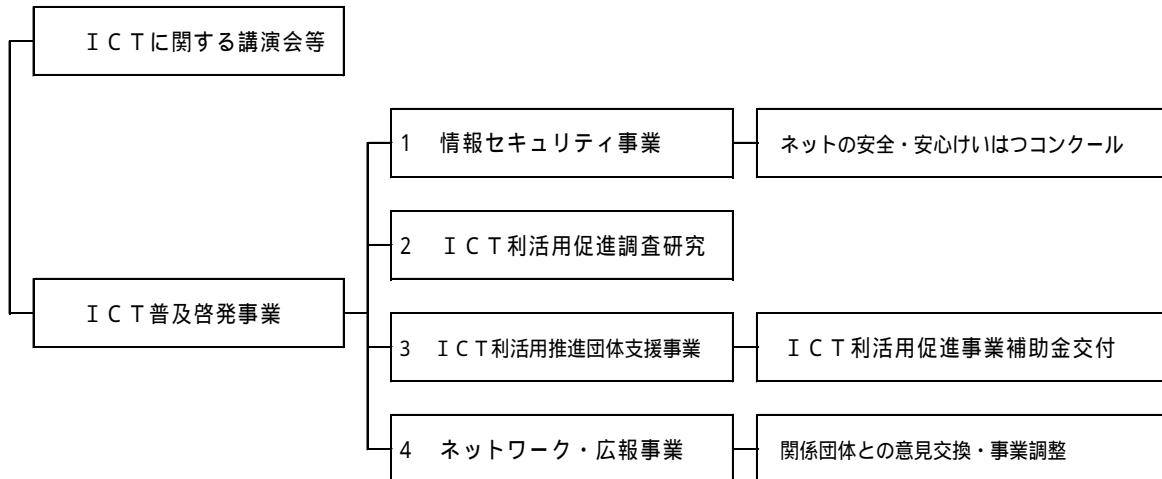 ＩＣＴに関する講演会等
1 情報セキュリティ事業
ネットの安全・安心けいはつコンクール
2 ＩＣＴ利活用促進調査研究
ＩＣＴ普及啓発事業
3 ＩＣＴ利活用推進団体支援事業
ＩＣＴ利活用促進事業補助金交付
4 ネットワーク・広報事業
関係団体との意見交換・事業調整